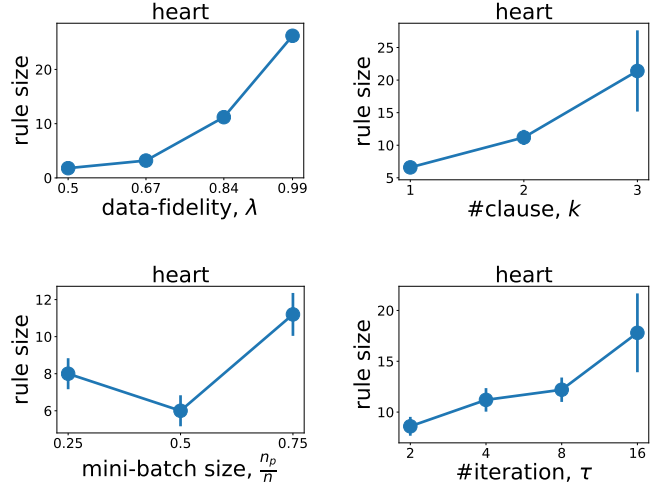 heart
rule size
20
10
0
0.5 0.67 0.84 0.99
data-fidelity, λ
heart
rule size
25
20
15
10
5
1 2 3
#clause, k
heart
rule size
12
10
8
6
0.25 0.5 0.75
mini-batch size, n_p/n
heart
rule size
20
15
10
2 4 8 16
#iteration, τ